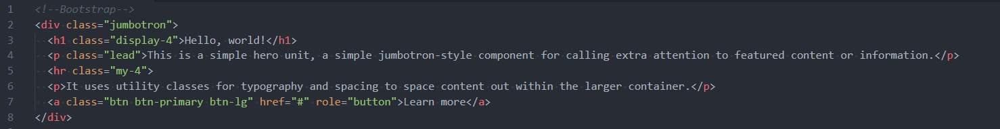 1 <!--Bootstrap-->
2 <div class="jumbotron">
3 <h1 class="display-4">Hello, world!</h1>
4 <p class="lead">This is a simple hero unit, a simple jumbotron-style component for calling extra attention to featured content or information.</p>
5 <hr class="my-4">
6 <p>It uses utility classes for typography and spacing to space content out within the larger container.</p>
7 <a class="btn btn-primary btn-lg" href="#" role="button">Learn more</a>
8 </div>